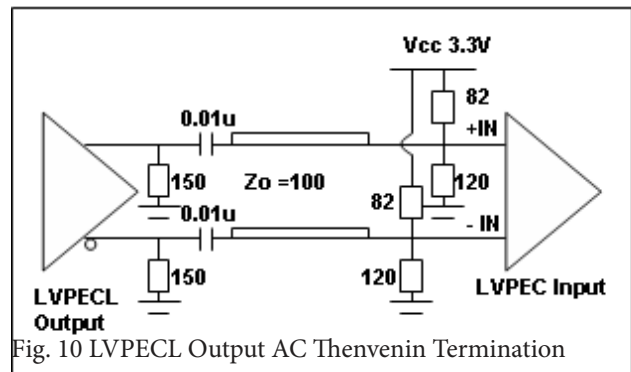 Vcc 3.3V
82
0.01u
+IN
150
Zo =100
120
82
0.01u
- IN
150
120
LVPECL
Output
LVPEC Input
Fig. 10 LVPECL Output AC Thenvenin Termination